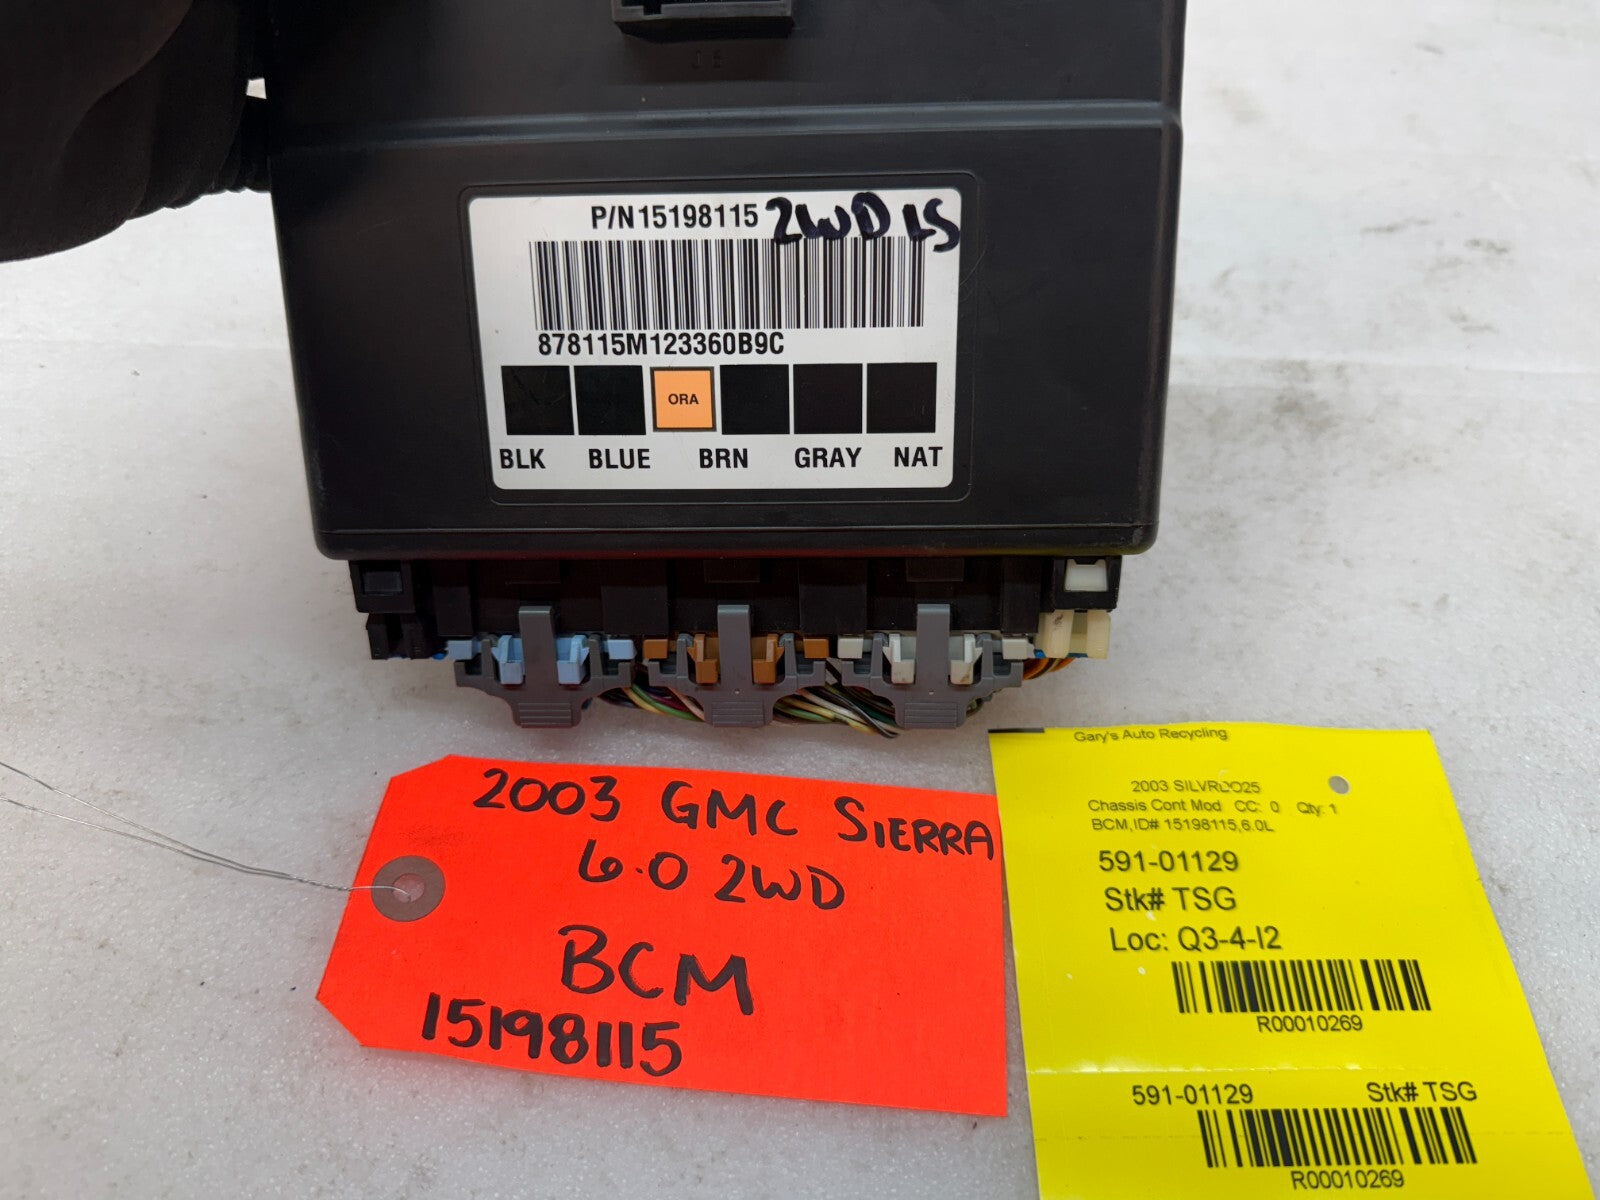 J6
P/N15198115 2WD LS
878115M123360B9C
ORA
BLK BLUE BRN GRAY NAT
2003 GMC SIERRA
6.0 2WD
BCM
15198115
Gary's Auto Recycling
2003 SILVRDO25
Chassis Cont Mod CC: 0 Qty: 1
BCM,ID# 15198115,6.0L
591-01129
Stk# TSG
Loc: Q3-4-I2
R00010269
591-01129 Stk# TSG
R00010269